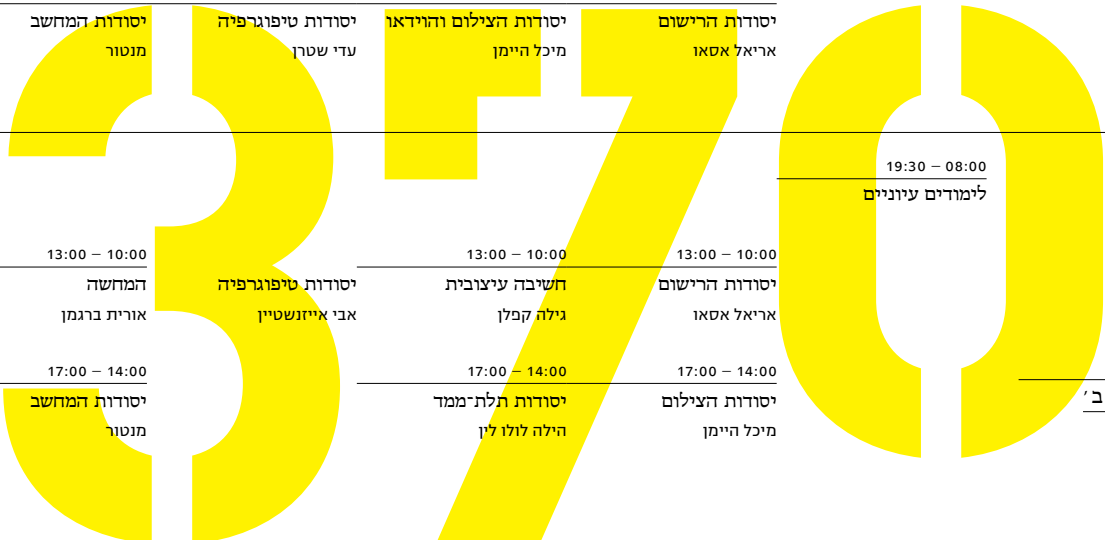 370
יסודות הרישום
אריאל אסאו
יסודות הצילום והוידאו
מיכל היימן
יסודות טיפוגרפיה
עדי שטרן
יסודות המחשב
מנטור
19:30 – 08:00
לימודים עיוניים
13:00 – 10:00
יסודות הרישום
אריאל אסאו
13:00 – 10:00
חשיבה עיצובית
גילה קפלן
יסודות טיפוגרפיה
אבי אייזנשטיין
13:00 – 10:00
המחשה
אורית ברגמן
ב׳
17:00 – 14:00
יסודות הצילום
מיכל היימן
17:00 – 14:00
יסודות תלת־ממד
הילה לולו לין
17:00 – 14:00
יסודות המחשב
מנטור